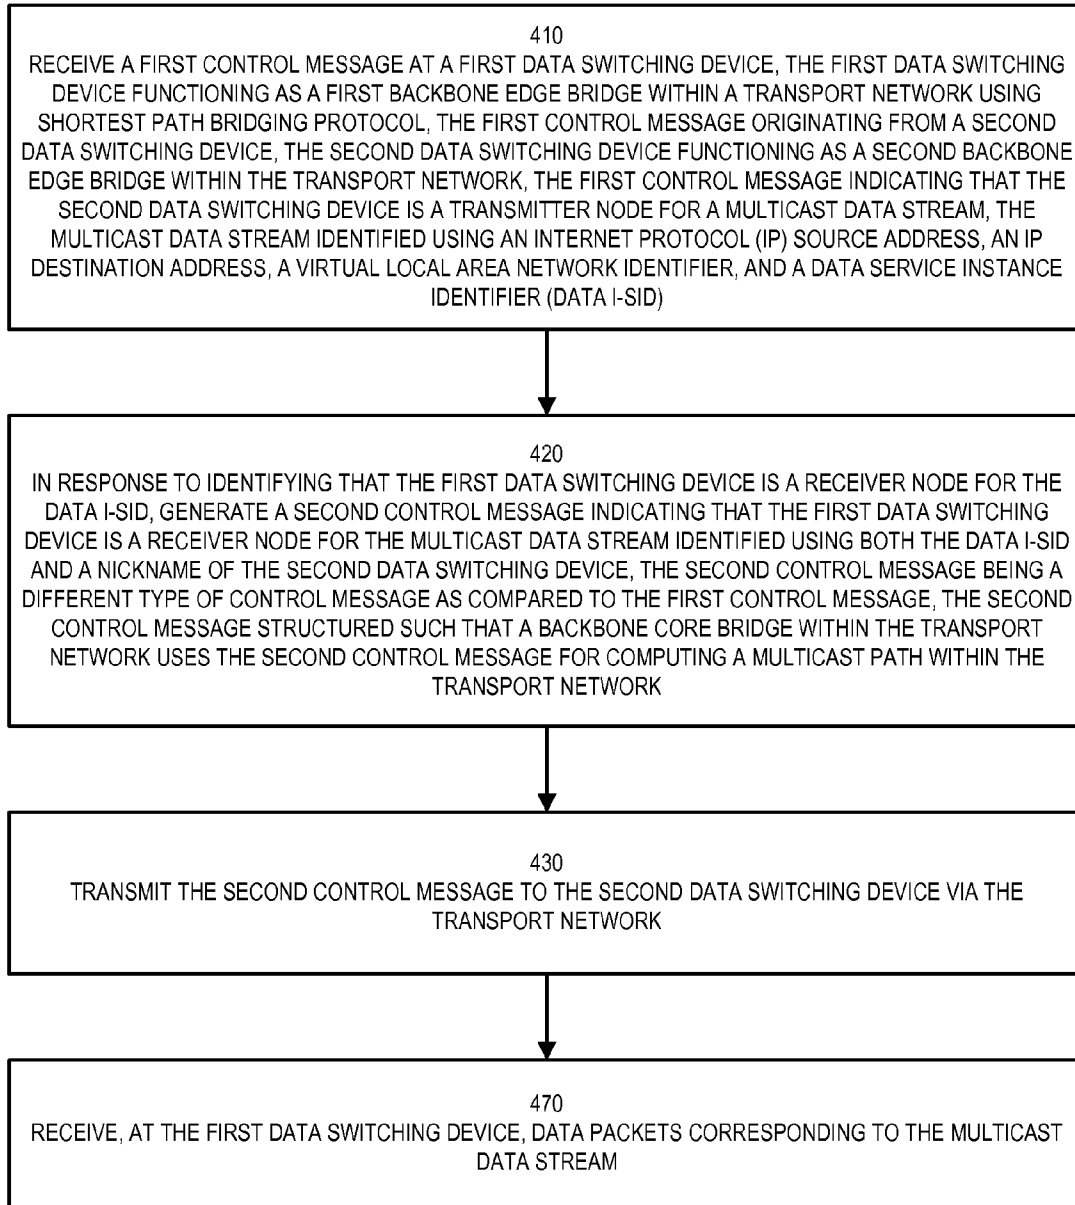 410
RECEIVE A FIRST CONTROL MESSAGE AT A FIRST DATA SWITCHING DEVICE, THE FIRST DATA SWITCHING
DEVICE FUNCTIONING AS A FIRST BACKBONE EDGE BRIDGE WITHIN A TRANSPORT NETWORK USING
SHORTEST PATH BRIDGING PROTOCOL, THE FIRST CONTROL MESSAGE ORIGINATING FROM A SECOND
DATA SWITCHING DEVICE, THE SECOND DATA SWITCHING DEVICE FUNCTIONING AS A SECOND BACKBONE
EDGE BRIDGE WITHIN THE TRANSPORT NETWORK, THE FIRST CONTROL MESSAGE INDICATING THAT THE
SECOND DATA SWITCHING DEVICE IS A TRANSMITTER NODE FOR A MULTICAST DATA STREAM, THE
MULTICAST DATA STREAM IDENTIFIED USING AN INTERNET PROTOCOL (IP) SOURCE ADDRESS, AN IP
DESTINATION ADDRESS, A VIRTUAL LOCAL AREA NETWORK IDENTIFIER, AND A DATA SERVICE INSTANCE
IDENTIFIER (DATA I-SID)
420
IN RESPONSE TO IDENTIFYING THAT THE FIRST DATA SWITCHING DEVICE IS A RECEIVER NODE FOR THE
DATA I-SID, GENERATE A SECOND CONTROL MESSAGE INDICATING THAT THE FIRST DATA SWITCHING
DEVICE IS A RECEIVER NODE FOR THE MULTICAST DATA STREAM IDENTIFIED USING BOTH THE DATA I-SID
AND A NICKNAME OF THE SECOND DATA SWITCHING DEVICE, THE SECOND CONTROL MESSAGE BEING A
DIFFERENT TYPE OF CONTROL MESSAGE AS COMPARED TO THE FIRST CONTROL MESSAGE, THE SECOND
CONTROL MESSAGE STRUCTURED SUCH THAT A BACKBONE CORE BRIDGE WITHIN THE TRANSPORT
NETWORK USES THE SECOND CONTROL MESSAGE FOR COMPUTING A MULTICAST PATH WITHIN THE
TRANSPORT NETWORK
430
TRANSMIT THE SECOND CONTROL MESSAGE TO THE SECOND DATA SWITCHING DEVICE VIA THE
TRANSPORT NETWORK
470
RECEIVE, AT THE FIRST DATA SWITCHING DEVICE, DATA PACKETS CORRESPONDING TO THE MULTICAST
DATA STREAM